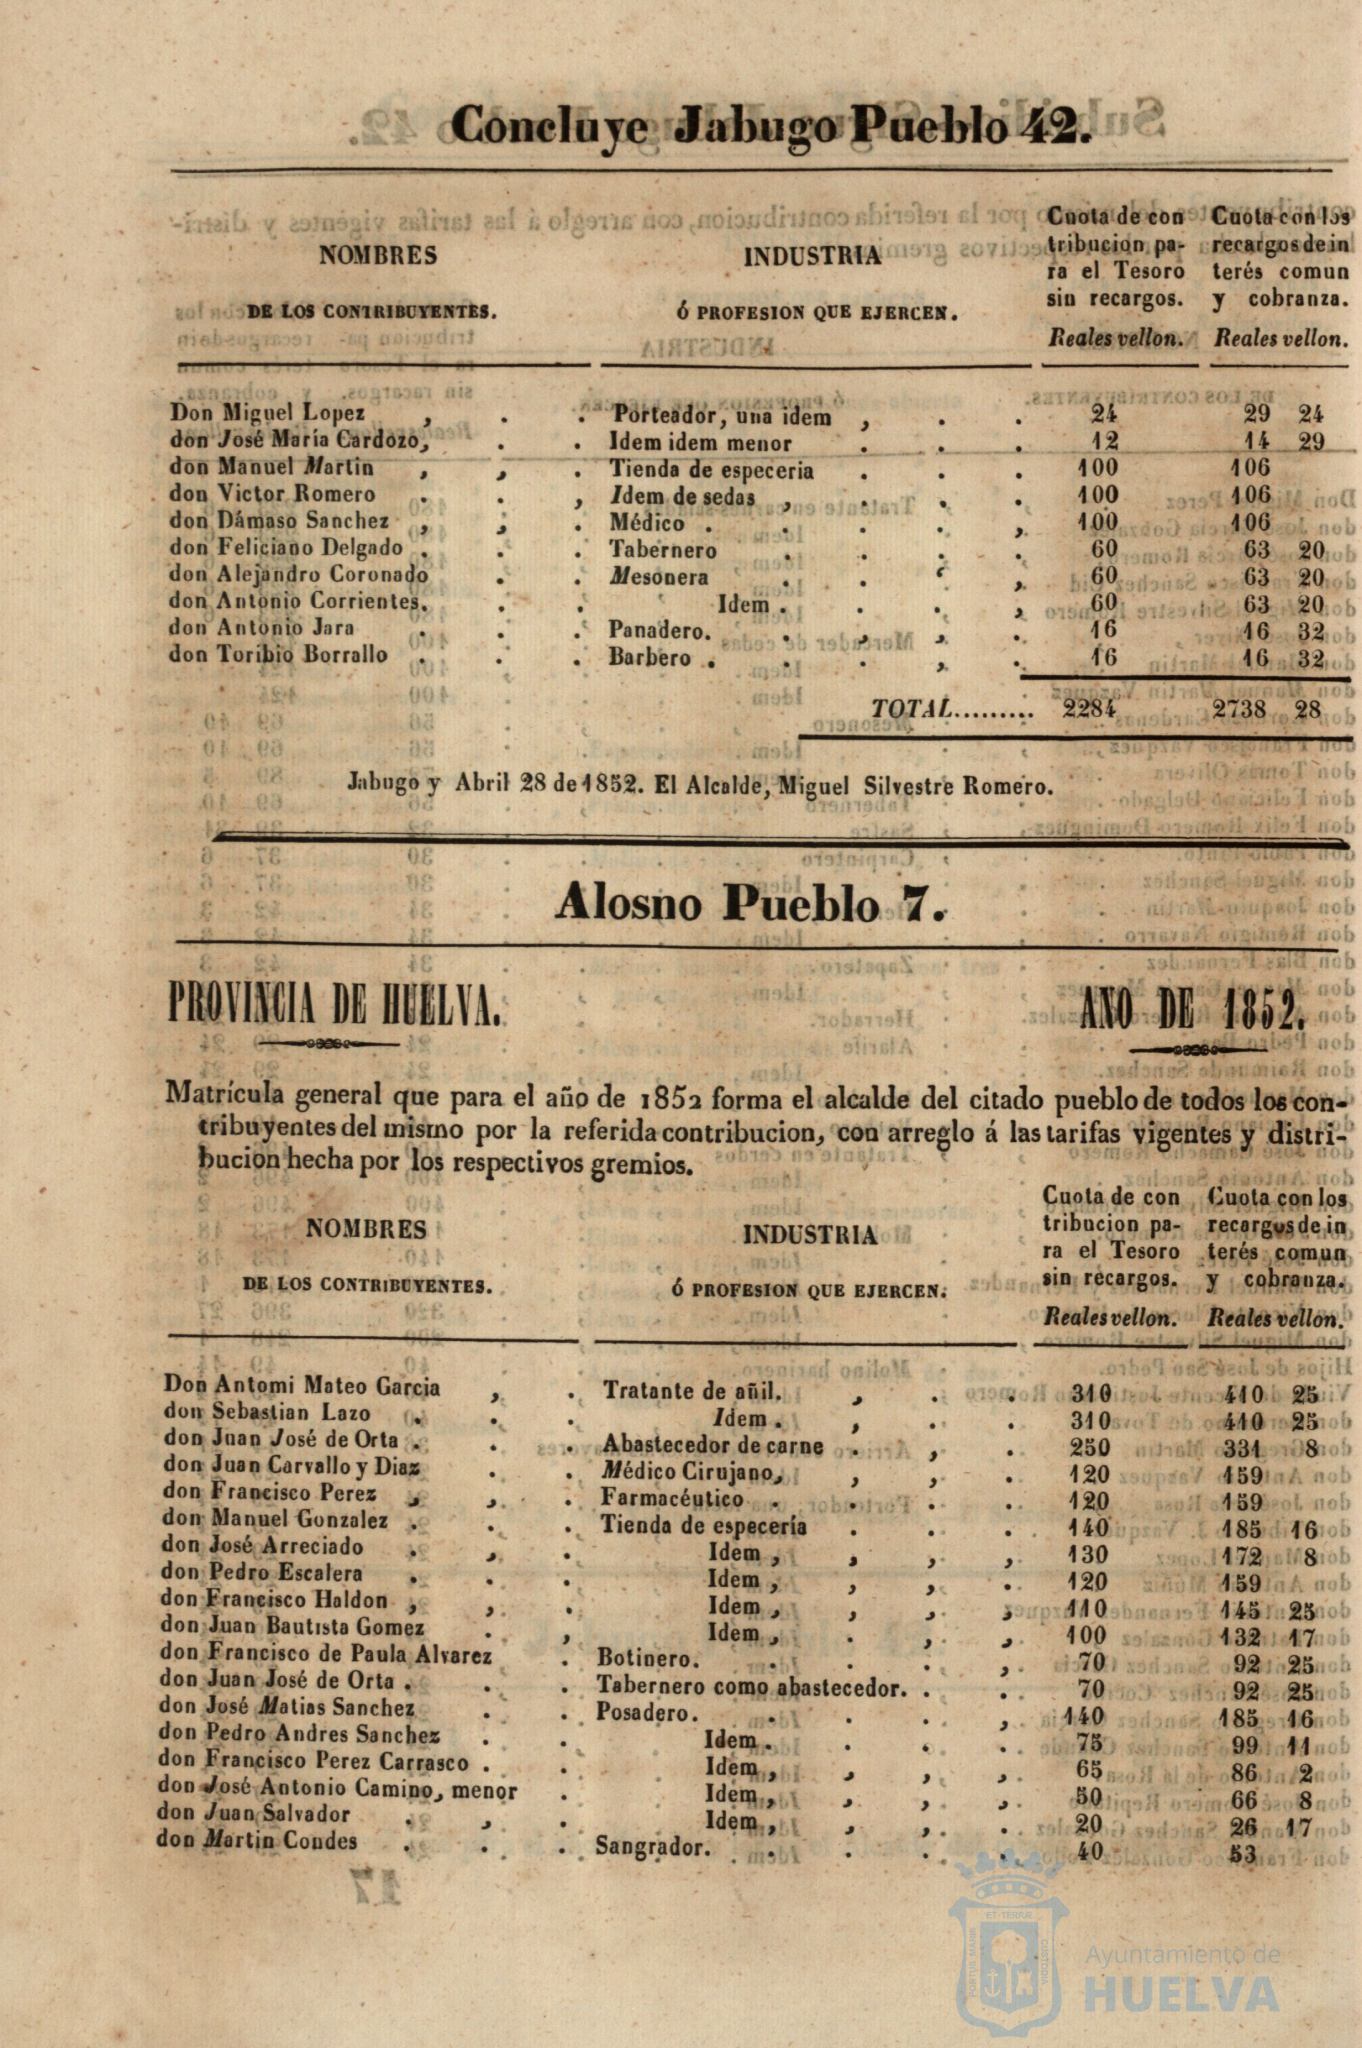 Concluye Jabugo Pueblo 42.
NOMBRES
DE LOS CONTRIBUYENTES.
INDUSTRIA
Ó PROFESION QUE EJERCEN.
Cuota de con
tribucion pa-
ra el Tesoro
sin recargos.
Reales vellon.
Cuota con los
recargos de in
terés comun
y cobranza.
Reales vellon.
Don Miguel Lopez , . . Porteador, una idem , . . 24 29 24
don José María Cardozo, . . Idem idem menor . . . 12 14 29
don Manuel Martin , , . Tienda de especeria . . . 100 106
don Victor Romero . . , Idem de sedas , . . . 100 106
don Dámaso Sanchez , , . Médico . . . . , 100 106
don Feliciano Delgado . . . Tabernero . . . . 60 63 20
don Alejandro Coronado . . Mesonera . . , , 60 63 20
don Antonio Corrientes. . . Idem . . . , 60 63 20
don Antonio Jara . . . Panadero. . , , . 16 16 32
don Toribio Borrallo . . . Barbero . . . , . 16 16 32
TOTAL......... 2284 2738 28
Jabugo y Abril 28 de 1852. El Alcalde, Miguel Silvestre Romero.
Alosno Pueblo 7.
PROVINCIA DE HUELVA. AÑO DE 1852.
Matrícula general que para el año de 1852 forma el alcalde del citado pueblo de todos los con-
tribuyentes del mismo por la referida contribucion, con arreglo á las tarifas vigentes y distri-
bucion hecha por los respectivos gremios.
NOMBRES
DE LOS CONTRIBUYENTES.
INDUSTRIA
Ó PROFESION QUE EJERCEN.
Cuota de con
tribucion pa-
ra el Tesoro
sin recargos.
Reales vellon.
Cuota con los
recargos de in
terés comun
y cobranza.
Reales vellon.
Don Antomi Mateo Garcia , . Tratante de añil. , . . 310 410 25
don Sebastian Lazo . . . Idem . , . . 310 410 25
don Juan José de Orta . . . Abastecedor de carne . , . 250 331 8
don Juan Carvallo y Diaz . . Médico Cirujano, , , . 120 159
don Francisco Perez , , . Farmacéutico . . . . 120 159
don Manuel Gonzalez . . . Tienda de especería . . . 140 185 16
don José Arreciado . , . Idem , , , , 130 172 8
don Pedro Escalera . . . Idem , , , . 120 159
don Francisco Haldon , , . Idem , , , , 110 145 25
don Juan Bautista Gomez . , Idem , . , , 100 132 17
don Francisco de Paula Alvarez . Botinero. . . . , 70 92 25
don Juan José de Orta . . . Tabernero como abastecedor. . . 70 92 25
don José Matias Sanchez . . Posadero. . . . , 140 185 16
don Pedro Andres Sanchez . . Idem . . . . 75 99 11
don Francisco Perez Carrasco . . Idem , , , , 65 86 2
don José Antonio Camino, menor . Idem , , , , 50 66 8
don Juan Salvador . , . Idem , , , . 20 26 17
don Martin Condes . . . Sangrador. . . . . 40 53
ET TERRÆ
PORTUS MARIS
CUSTODIA
Ayuntamiento de
HUELVA